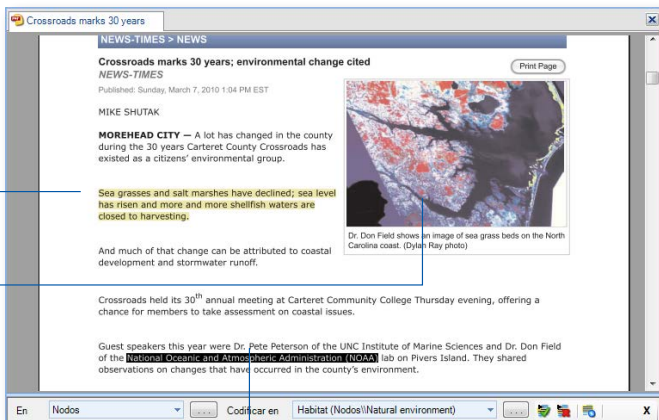 Crossroads marks 30 years
NEWS-TIMES > NEWS
Crossroads marks 30 years; environmental change cited
NEWS-TIMES
Print Page
Published: Sunday, March 7, 2010 1:04 PM EST
MIKE SHUTAK
MOREHEAD CITY — A lot has changed in the county
during the 30 years Carteret County Crossroads has
existed as a citizens' environmental group.
Sea grasses and salt marshes have declined; sea level
has risen and more and more shellfish waters are
closed to harvesting.
Dr. Don Field shows an image of sea grass beds on the North
Carolina coast. (Dylan Ray photo)
And much of that change can be attributed to coastal
development and stormwater runoff.
Crossroads held its 30th annual meeting at Carteret Community College Thursday evening, offering a
chance for members to take assessment on coastal issues.
Guest speakers this year were Dr. Pete Peterson of the UNC Institute of Marine Sciences and Dr. Don Field
of the National Oceanic and Atmospheric Administration (NOAA) lab on Pivers Island. They shared
observations on changes that have occurred in the county's environment.
En Nodos ... Codificar en Habitat (Nodos\\Natural environment) ... X